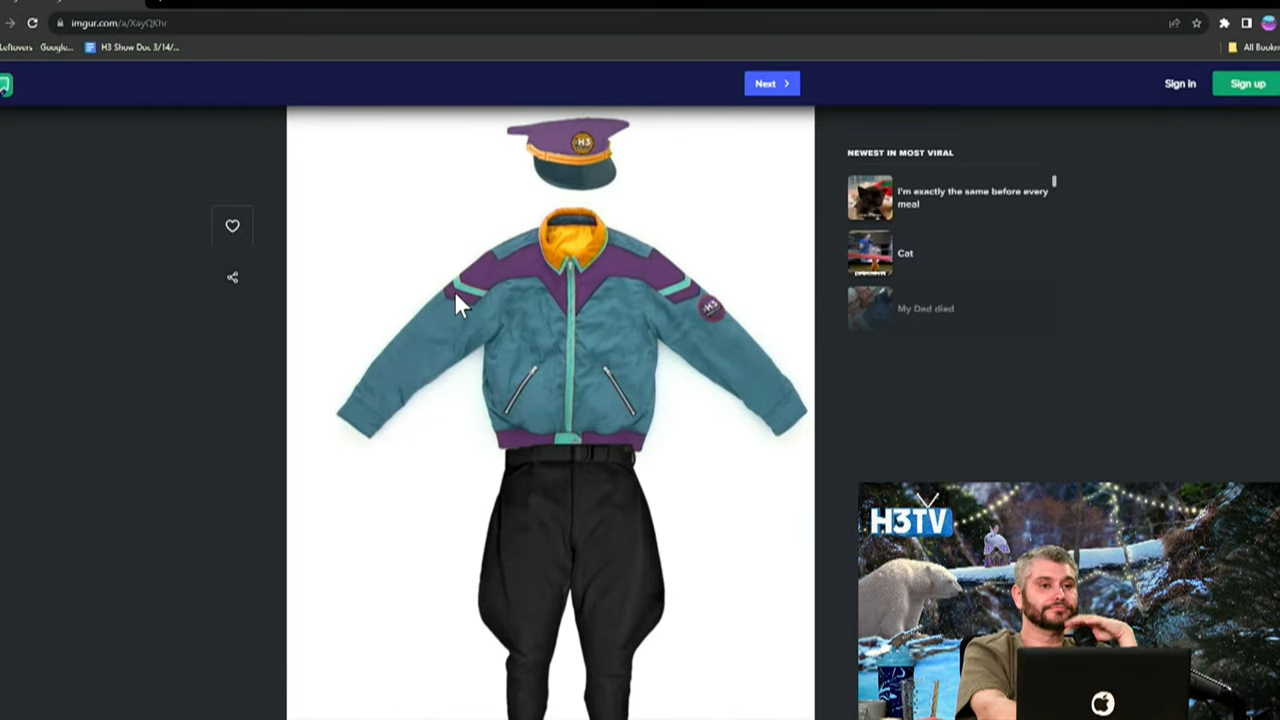 imgur.com/a/XayQKhr
Leftovers - Google...
H3 Show Doc 3/14/...
All Bookm
Next
Sign in
Sign up
NEWEST IN MOST VIRAL
I'm exactly the same before every
meal
Cat
My Dad died
H3
H3
H3TV